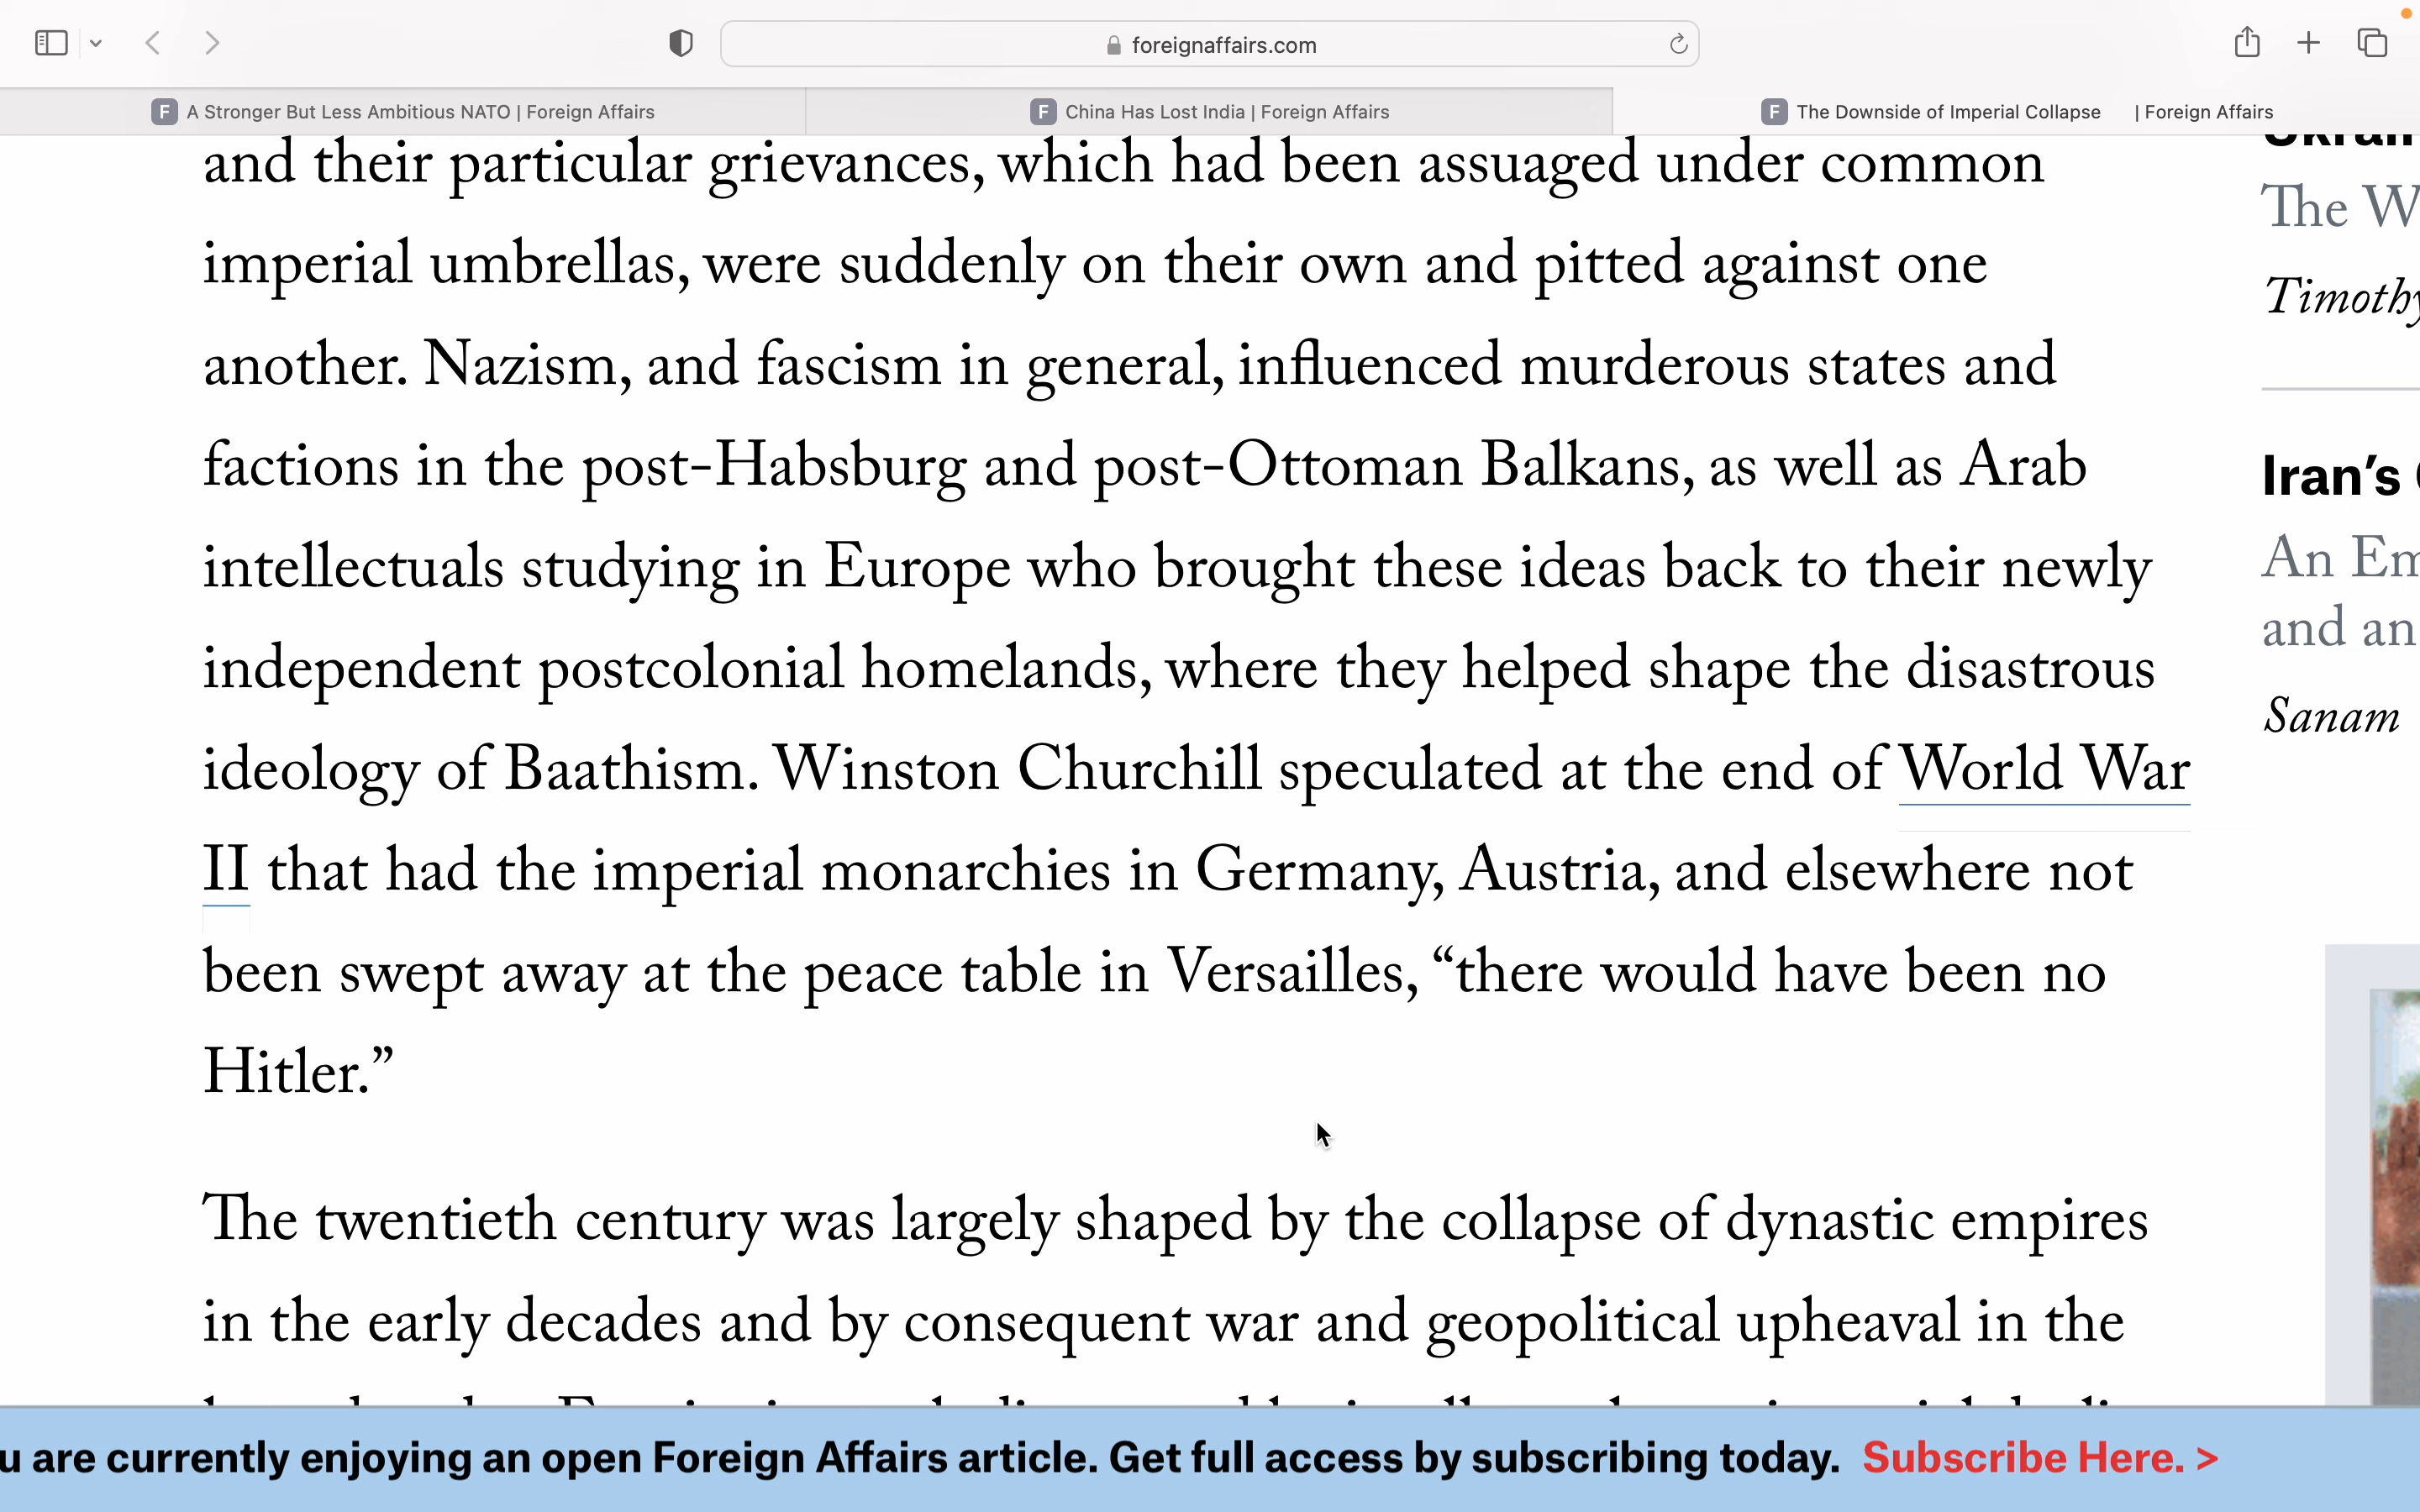 foreignaffairs.com
A Stronger But Less Ambitious NATO | Foreign Affairs
China Has Lost India | Foreign Affairs
The Downside of Imperial Collapse | Foreign Affairs
and their particular grievances, which had been assuaged under common
imperial umbrellas, were suddenly on their own and pitted against one
another. Nazism, and fascism in general, influenced murderous states and
factions in the post-Habsburg and post-Ottoman Balkans, as well as Arab
intellectuals studying in Europe who brought these ideas back to their newly
independent postcolonial homelands, where they helped shape the disastrous
ideology of Baathism. Winston Churchill speculated at the end of World War
II that had the imperial monarchies in Germany, Austria, and elsewhere not
been swept away at the peace table in Versailles, “there would have been no
Hitler.”
The twentieth century was largely shaped by the collapse of dynastic empires
in the early decades and by consequent war and geopolitical upheaval in the
The W
Timothy
Iran’s
An Em
and an
Sanam
u are currently enjoying an open Foreign Affairs article. Get full access by subscribing today. Subscribe Here. >